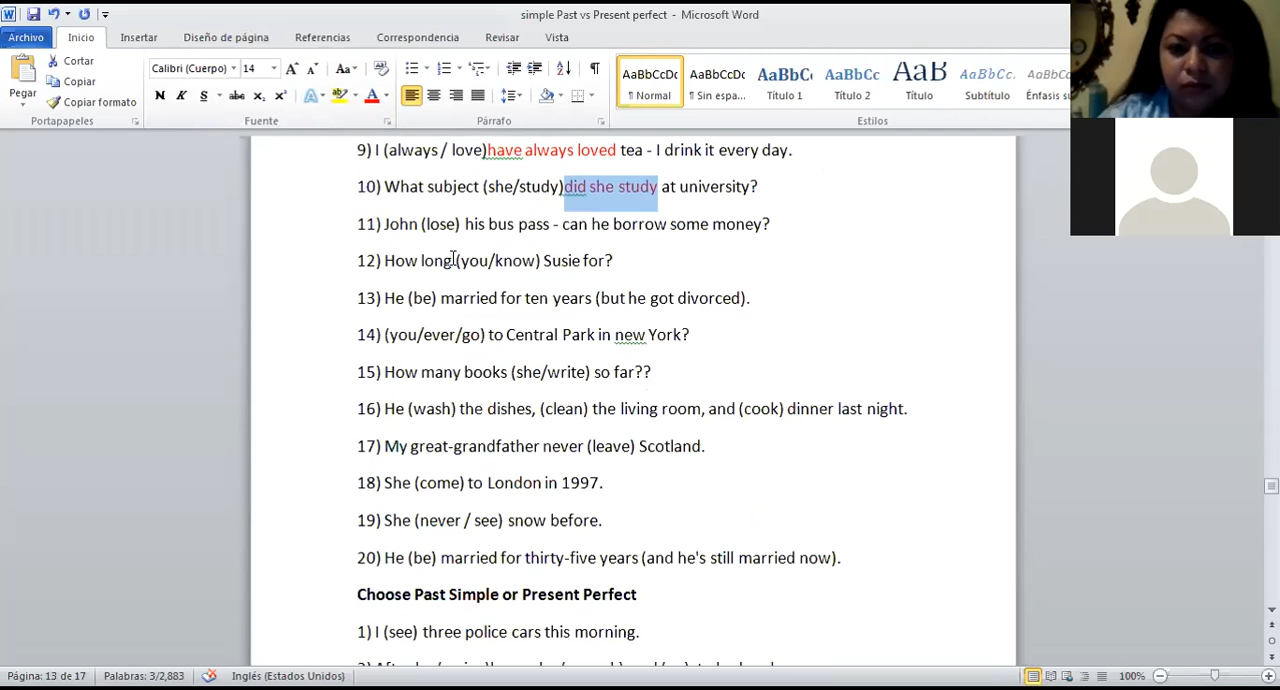 simple Past vs Present perfect - Microsoft Word
Archivo Inicio Insertar Diseño de página Referencias Correspondencia Revisar Vista
Pegar
Cortar
Copiar
Copiar formato
Portapapeles
Calibri (Cuerpo) 14
N K S abc x₂ x²
Fuente
Párrafo
AaBbCcDc AaBbCcDc AaBbC AaBbCc AaB AaBbCc. AaBbCc
¶ Normal ¶ Sin espa... Título 1 Título 2 Título Subtítulo Énfasis
Estilos
9) I (always / love)have always loved tea - I drink it every day.
10) What subject (she/study)did she study at university?
11) John (lose) his bus pass - can he borrow some money?
12) How long (you/know) Susie for?
13) He (be) married for ten years (but he got divorced).
14) (you/ever/go) to Central Park in new York?
15) How many books (she/write) so far??
16) He (wash) the dishes, (clean) the living room, and (cook) dinner last night.
17) My great-grandfather never (leave) Scotland.
18) She (come) to London in 1997.
19) She (never / see) snow before.
20) He (be) married for thirty-five years (and he's still married now).
Choose Past Simple or Present Perfect
1) I (see) three police cars this morning.
Página: 13 de 17 Palabras: 3/2,883 Inglés (Estados Unidos) 100%